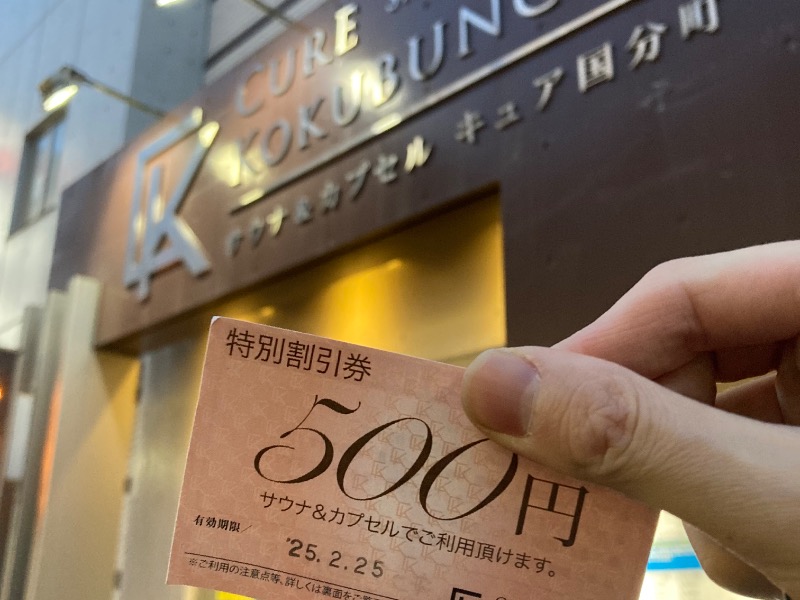 CURE
KOKUBUNC
サウナ&カプセル キュア国分町
特別割引券
500円
サウナ&カプセルでご利用頂けます。
有効期限/
'25.2.25
※ご利用の注意点等、詳しくは裏面をご